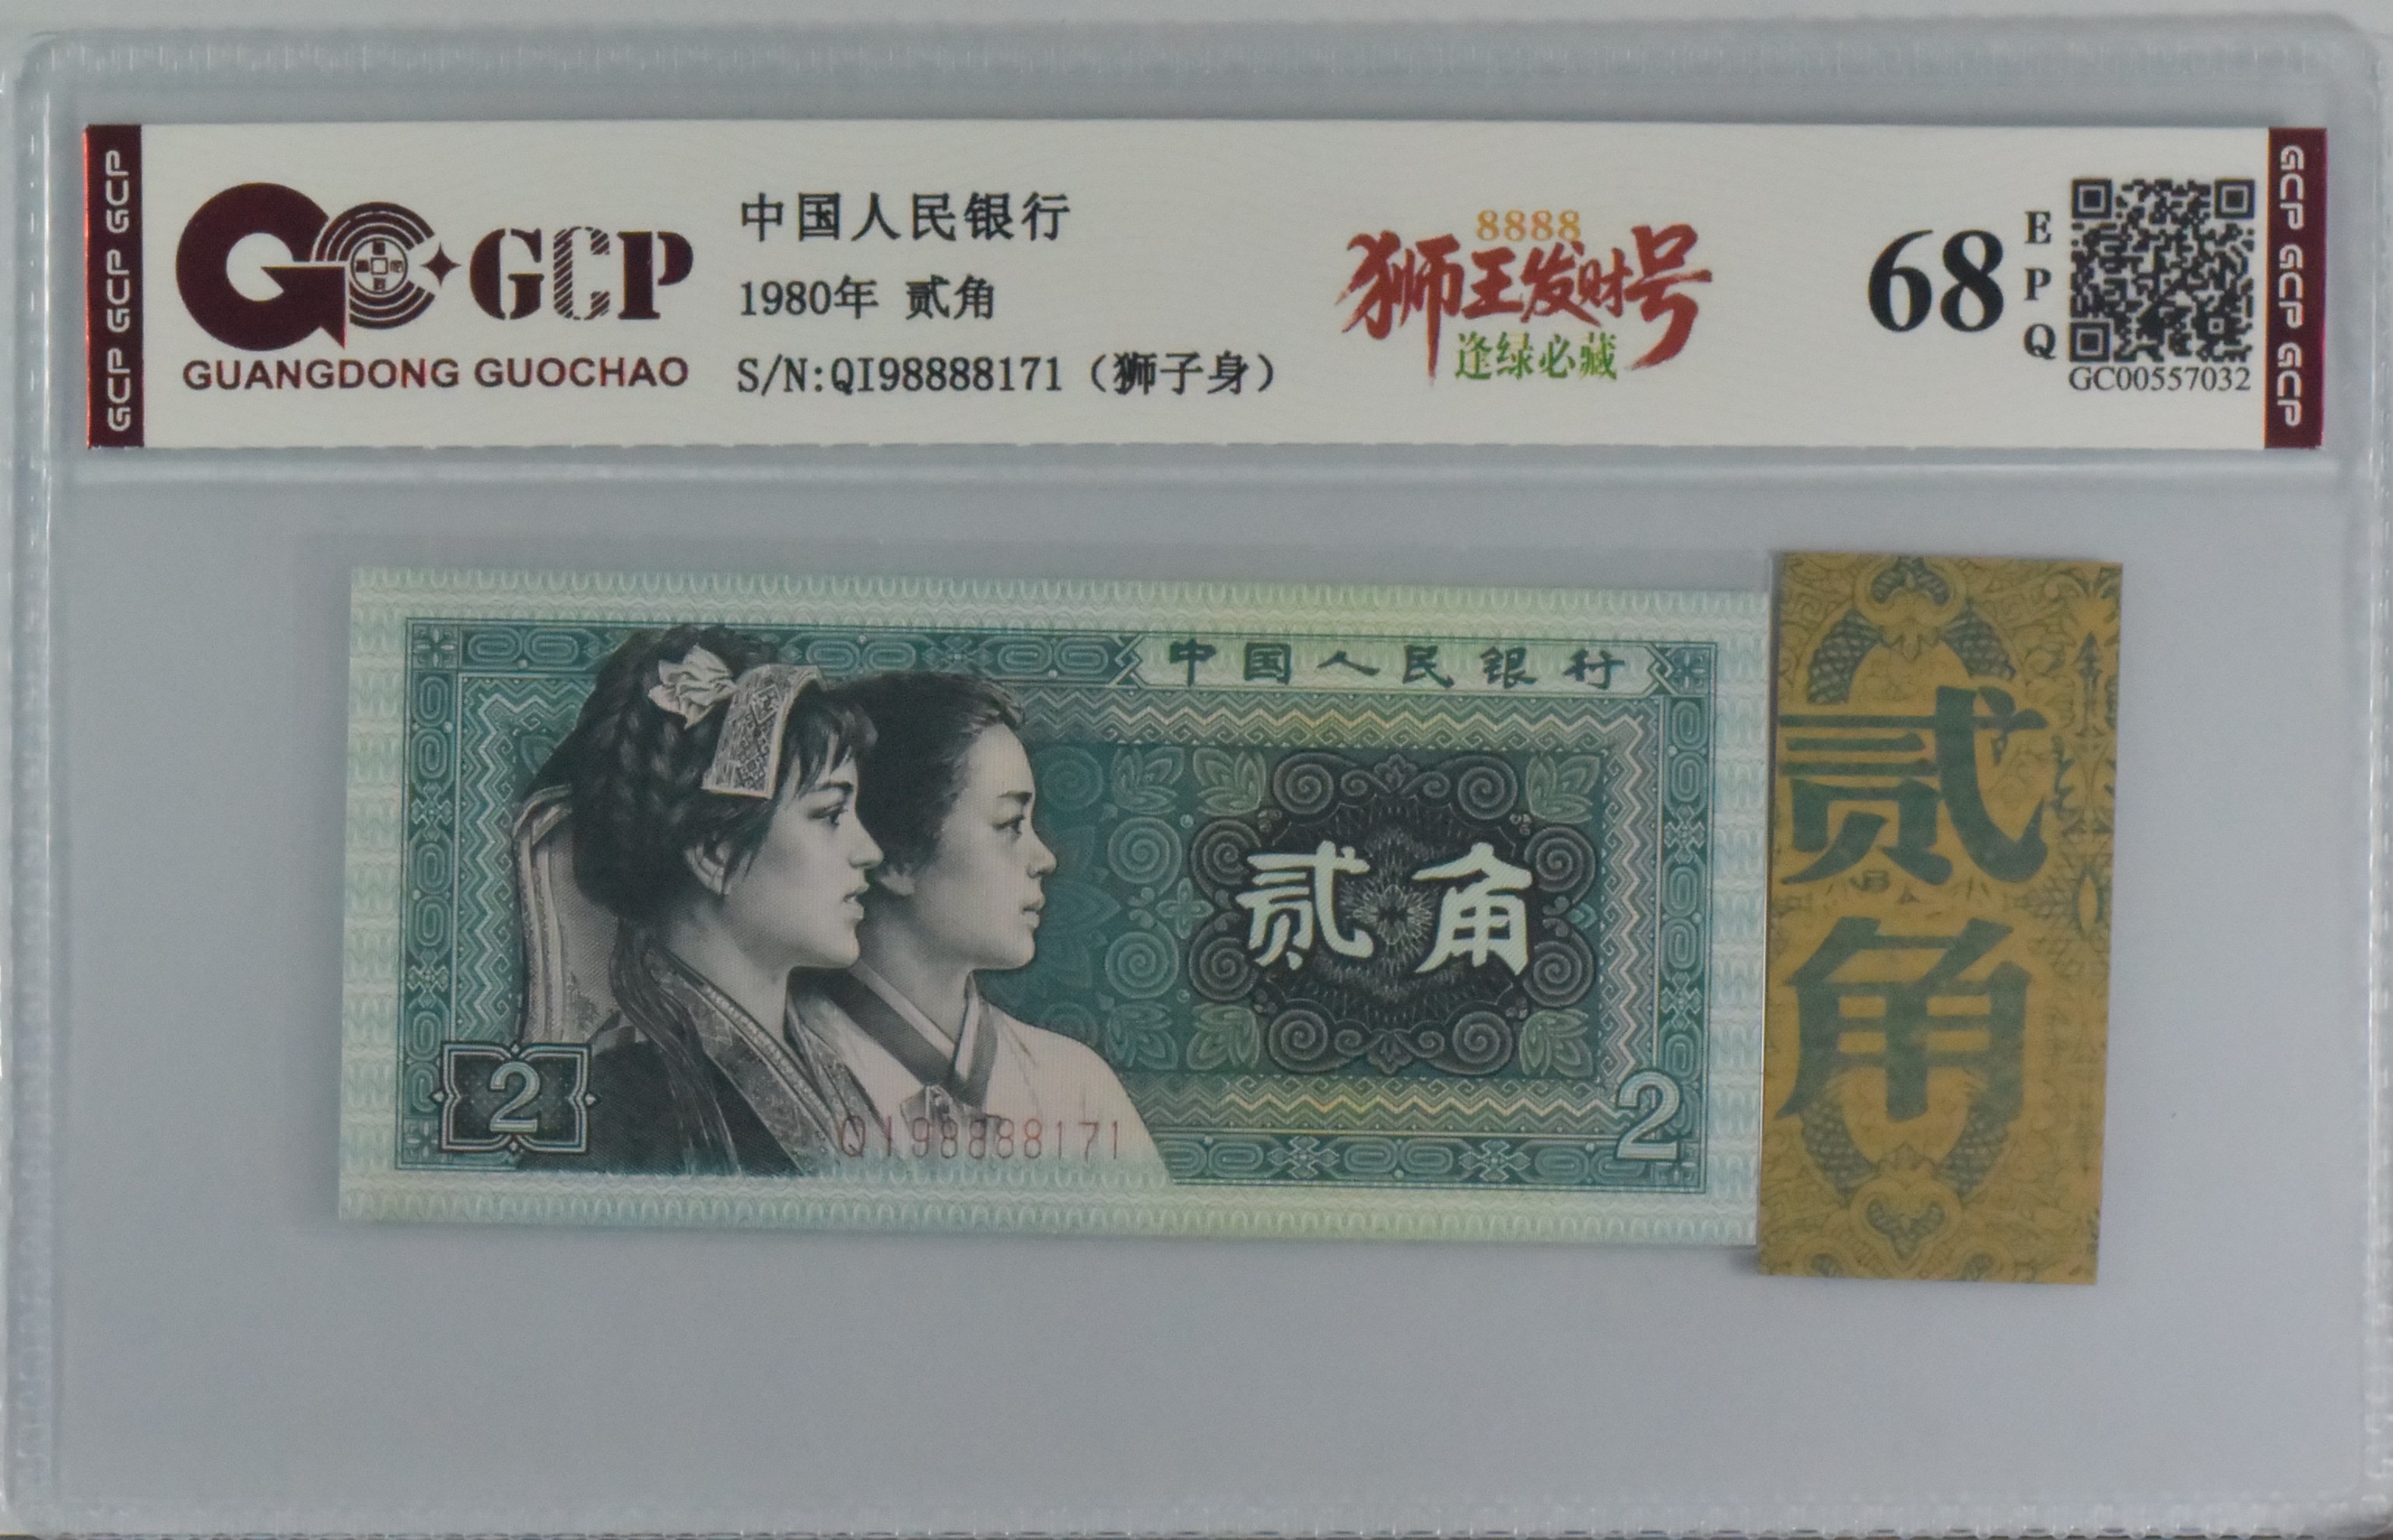 GCP GCP GCP
GCP
GUANGDONG GUOCHAO
中国人民银行
1980年 贰角
S/N:QI98888171（狮子身）
8888
狮王发财号
逢绿必藏
68
E
P
Q
GC00557032
GCP GCP GCP
中国人民银行
贰角
2
QI98888171
2
贰角